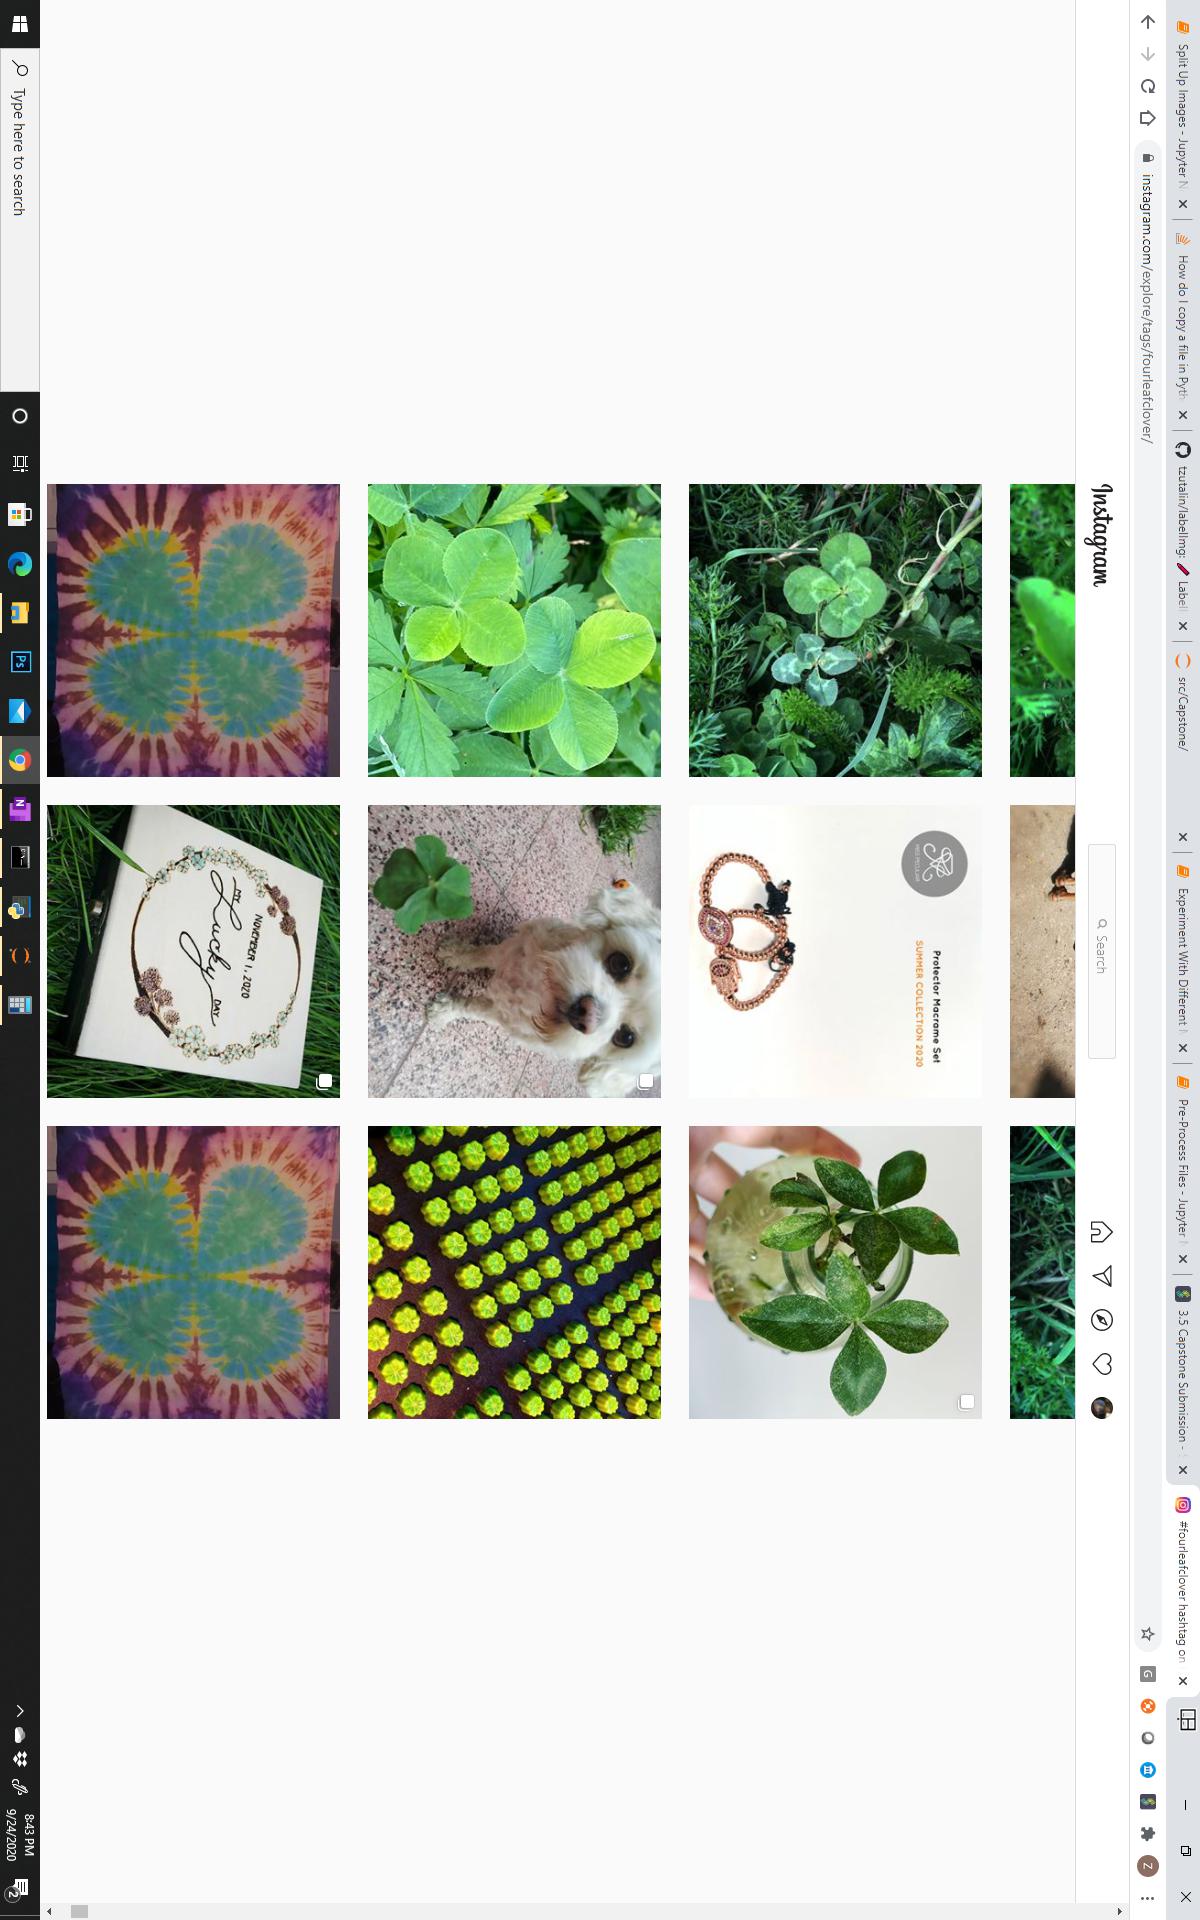 Split Up Images - Jupyter N
How do I copy a file in Pyth
tzutalin/labelImg: Label
src/Capstone/
Experiment With Different
Pre-Process Files - Jupyter
3.5 Capstone Submission -
#fourleafclover hashtag on
instagram.com/explore/tags/fourleafclover/
G
Z
Instagram
Search
Protector Macrame Set
SUMMER COLLECTION 2020
NOVEMBER 1, 2020
MY
Lucky
DAY
Type here to search
Ps
N
8:43 PM
9/24/2020
2